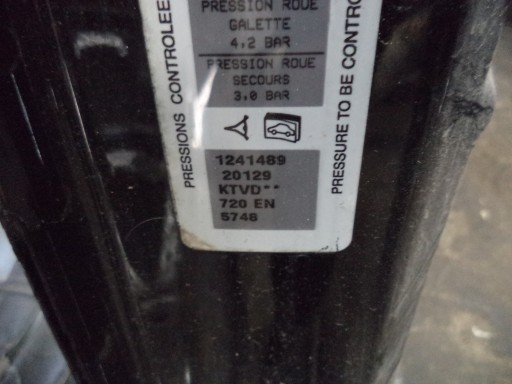 PRESSION ROUE
GALETTE
4.2 BAR
PRESSION ROUE
SECOURS
3.0 BAR
PRESSIONS CONTROLEE
PRESSURE TO BE CONTRO
1241489
20129
KTVD**
720 EN
5748